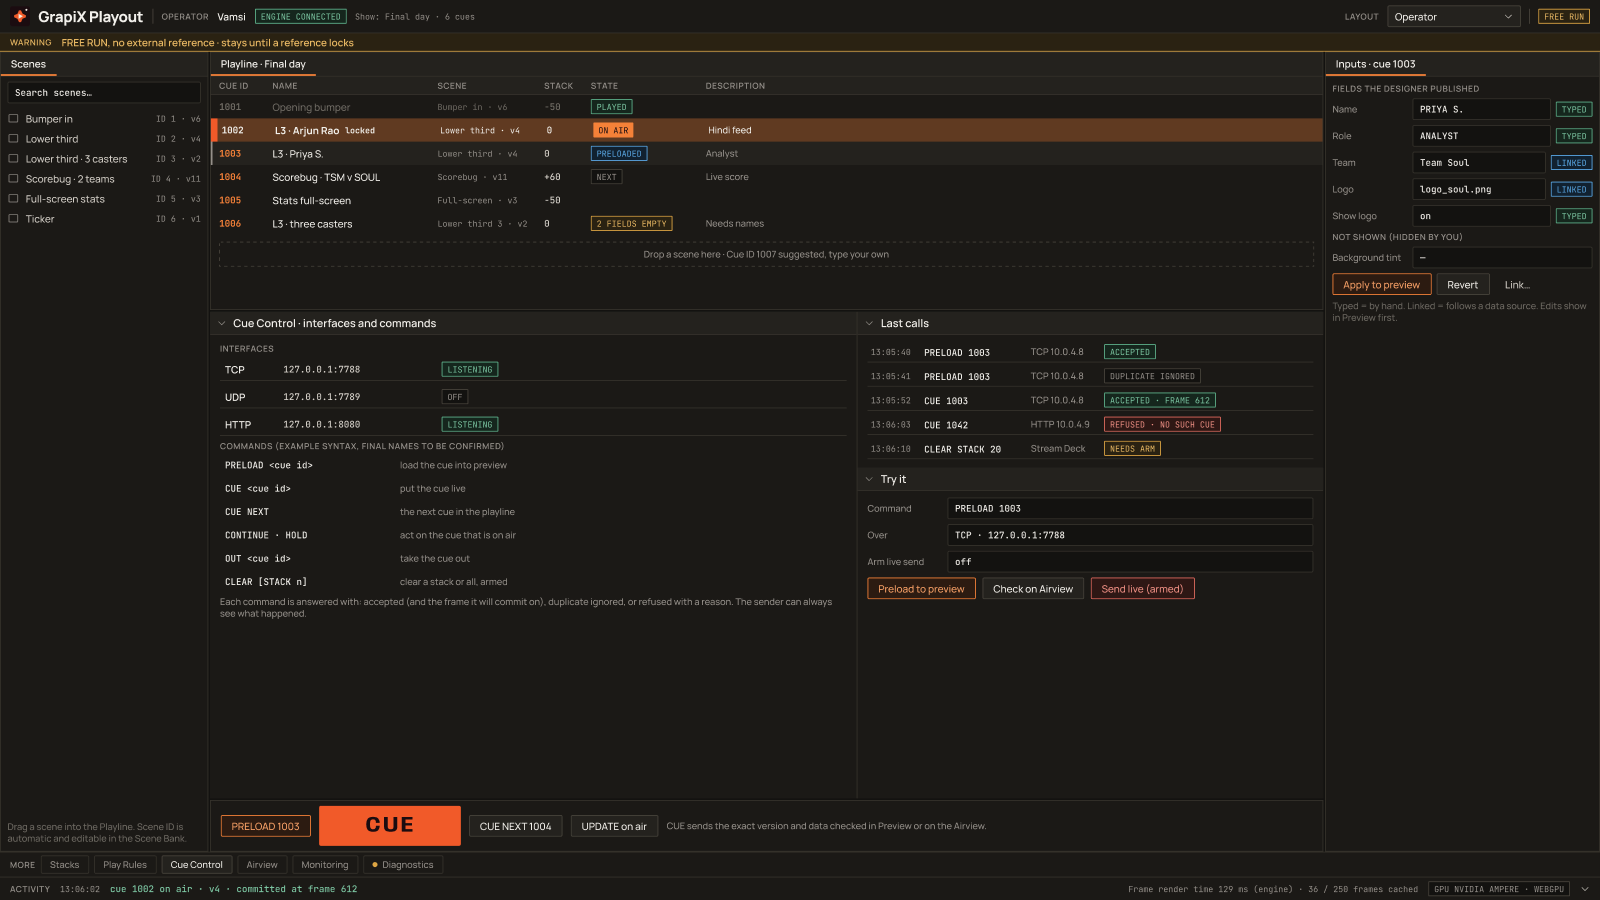 GrapiX Playout OPERATOR Vamsi ENGINE CONNECTED Show: Final day · 6 cues LAYOUT Operator FREE RUN
WARNING FREE RUN, no external reference · stays until a reference locks
Scenes
Search scenes…
Bumper in ID 1 · v6
Lower third ID 2 · v4
Lower third · 3 casters ID 3 · v2
Scorebug · 2 teams ID 4 · v11
Full-screen stats ID 5 · v3
Ticker ID 6 · v1
Drag a scene into the Playline. Scene ID is
automatic and editable in the Scene Bank.
Playline · Final day
CUE ID NAME SCENE STACK STATE DESCRIPTION
1001 Opening bumper Bumper in · v6 -50 PLAYED
1002 L3 · Arjun Rao locked Lower third · v4 0 ON AIR Hindi feed
1003 L3 · Priya S. Lower third · v4 0 PRELOADED Analyst
1004 Scorebug · TSM v SOUL Scorebug · v11 +60 NEXT Live score
1005 Stats full-screen Full-screen · v3 -50
1006 L3 · three casters Lower third 3 · v2 0 2 FIELDS EMPTY Needs names
Drop a scene here · Cue ID 1007 suggested, type your own
Cue Control · interfaces and commands
INTERFACES
TCP 127.0.0.1:7788 LISTENING
UDP 127.0.0.1:7789 OFF
HTTP 127.0.0.1:8080 LISTENING
COMMANDS (EXAMPLE SYNTAX, FINAL NAMES TO BE CONFIRMED)
PRELOAD <cue id> load the cue into preview
CUE <cue id> put the cue live
CUE NEXT the next cue in the playline
CONTINUE · HOLD act on the cue that is on air
OUT <cue id> take the cue out
CLEAR [STACK n] clear a stack or all, armed
Each command is answered with: accepted (and the frame it will commit on), duplicate ignored, or refused with a reason. The sender can always
see what happened.
Last calls
13:05:40 PRELOAD 1003 TCP 10.0.4.8 ACCEPTED
13:05:41 PRELOAD 1003 TCP 10.0.4.8 DUPLICATE IGNORED
13:05:52 CUE 1003 TCP 10.0.4.8 ACCEPTED · FRAME 612
13:06:03 CUE 1042 HTTP 10.0.4.9 REFUSED · NO SUCH CUE
13:06:10 CLEAR STACK 20 Stream Deck NEEDS ARM
Try it
Command PRELOAD 1003
Over TCP · 127.0.0.1:7788
Arm live send off
Preload to preview Check on Airview Send live (armed)
PRELOAD 1003 CUE CUE NEXT 1004 UPDATE on air CUE sends the exact version and data checked in Preview or on the Airview.
Inputs · cue 1003
FIELDS THE DESIGNER PUBLISHED
Name PRIYA S. TYPED
Role ANALYST TYPED
Team Team Soul LINKED
Logo logo_soul.png LINKED
Show logo on TYPED
NOT SHOWN (HIDDEN BY YOU)
Background tint —
Apply to preview Revert Link…
Typed = by hand. Linked = follows a data source. Edits show
in Preview first.
MORE Stacks Play Rules Cue Control Airview Monitoring Diagnostics
ACTIVITY 13:06:02 cue 1002 on air · v4 · committed at frame 612 Frame render time 129 ms (engine) · 36 / 250 frames cached GPU NVIDIA AMPERE · WEBGPU